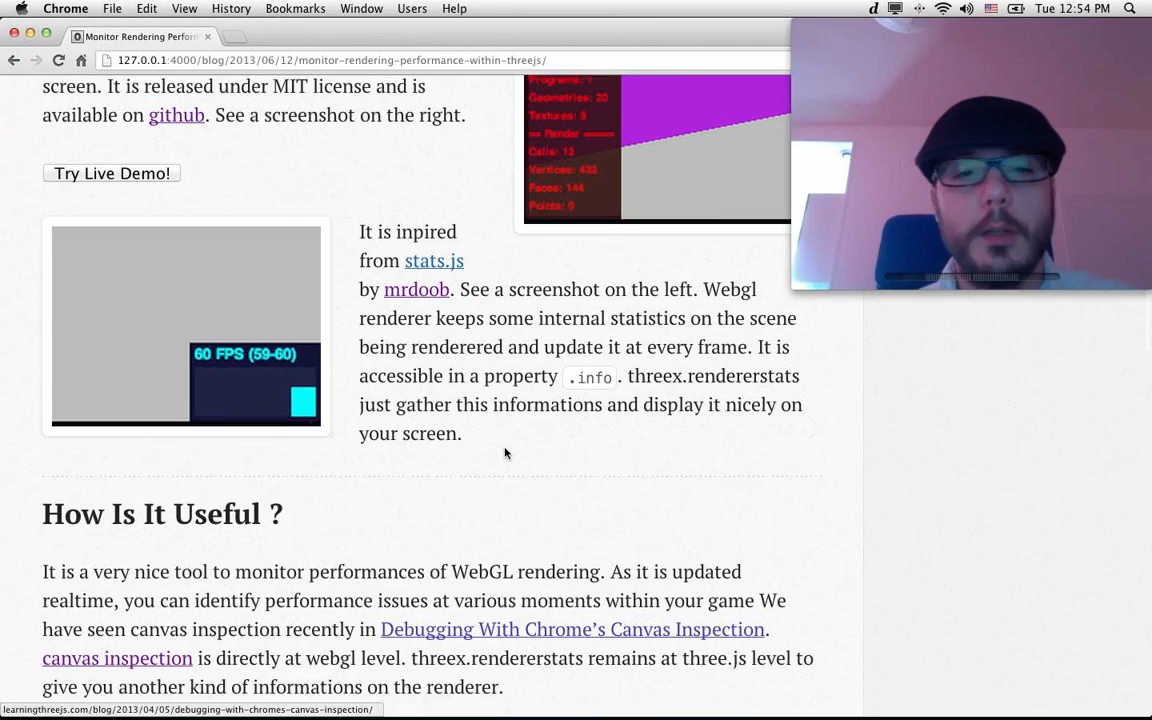 Chrome File Edit View History Bookmarks Window Help Tue 12:54 PM
Monitor Rendering Perfor
127.0.0.1:4000/blog/2013/06/12/monitor-rendering-performance-within-threejs/
screen. It is released under MIT license and is
available on github. See a screenshot on the right.
Try Live Demo!
Programs: 7
Geometries: 20
Textures: 9
== Render
Calls: 12
Vertices: 432
Faces: 144
Points: 0
60 FPS (59-60)
It is inpired
from stats.js
by mrdoob. See a screenshot on the left. Webgl
renderer keeps some internal statistics on the scene
being renderered and update it at every frame. It is
accessible in a property .info. threex.rendererstats
just gather this informations and display it nicely on
your screen.
How Is It Useful ?
It is a very nice tool to monitor performances of WebGL rendering. As it is updated
realtime, you can identify performance issues at various moments within your game We
have seen canvas inspection recently in Debugging With Chrome's Canvas Inspection.
canvas inspection is directly at webgl level. threex.rendererstats remains at three.js level to
give you another kind of informations on the renderer.
learningthreejs.com/blog/2013/04/05/debugging-with-chromes-canvas-inspection/